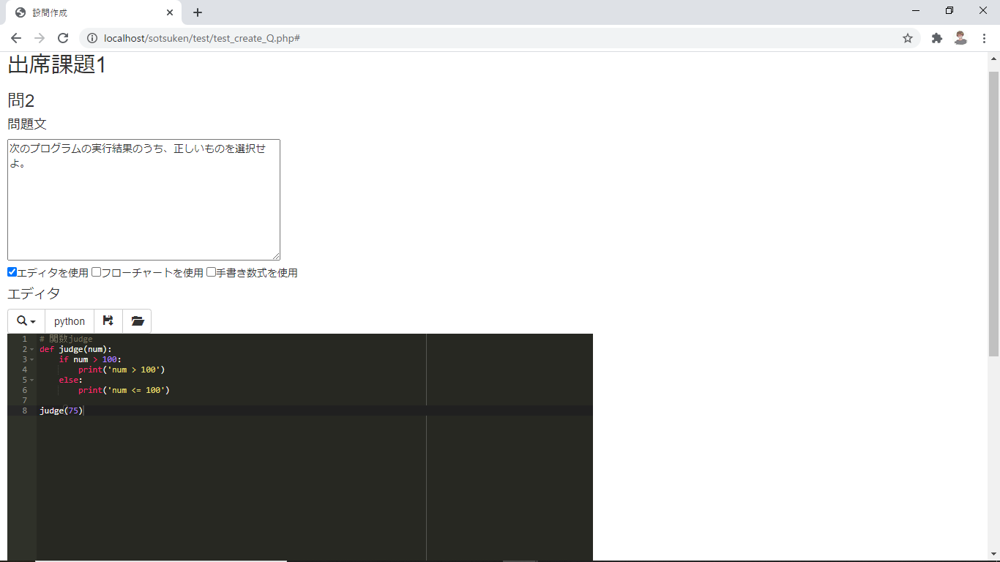 設問作成
localhost/sotsuken/test/test_create_Q.php#
出席課題1
問2
問題文
次のプログラムの実行結果のうち、正しいものを選択せ
よ。
エディタを使用 フローチャートを使用 手書き数式を使用
エディタ
python
1 # 関数judge
2 def judge(num):
3 if num > 100:
4 print('num > 100')
5 else:
6 print('num <= 100')
7
8 judge(75)